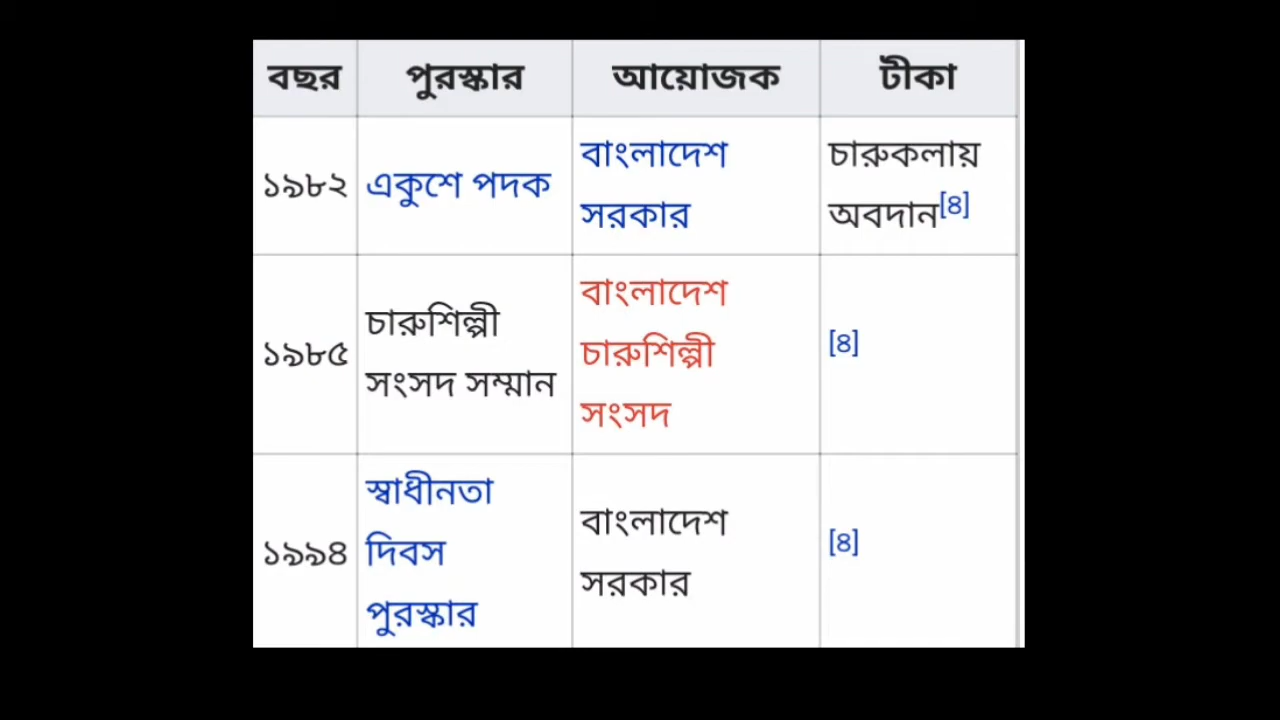 বছর পুরস্কার আয়োজক টীকা
১৯৮২ একুশে পদক বাংলাদেশ সরকার চারুকলায় অবদান[৪]
১৯৮৫ চারুশিল্পী সংসদ সম্মান বাংলাদেশ চারুশিল্পী সংসদ [৪]
১৯৯৪ স্বাধীনতা দিবস পুরস্কার বাংলাদেশ সরকার [৪]